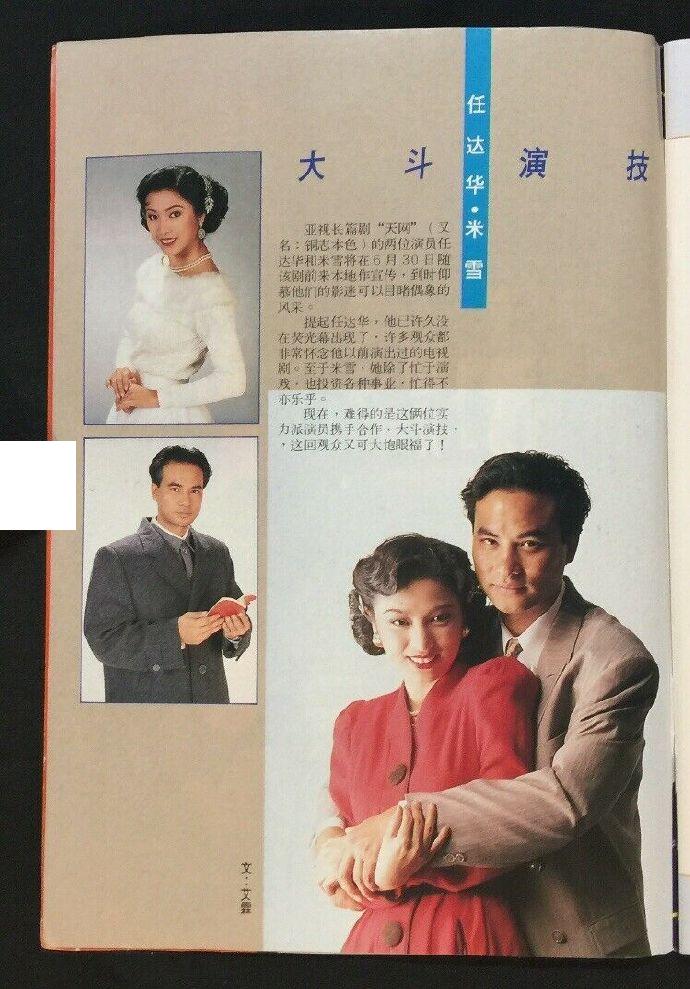 任达华·米雪
大斗演技
亚视长篇剧“天网”(又
名:铜志本色)的两位演员任
达华和米雪将在6月30日随
该剧前来本地作宣传,到时仰
慕他们的影迷可以目睹偶象的
风采。
提起任达华,他已许久没
在荧光幕出现了,许多观众都
非常怀念他以前演出过的电视
剧。至于米雪,她除了忙于演
戏,也投资各种事业,忙得不
亦乐乎。
现在,难得的是这俩位实
力派演员携手合作,大斗演技,
,这回观众又可大饱眼福了!
文:艾霖